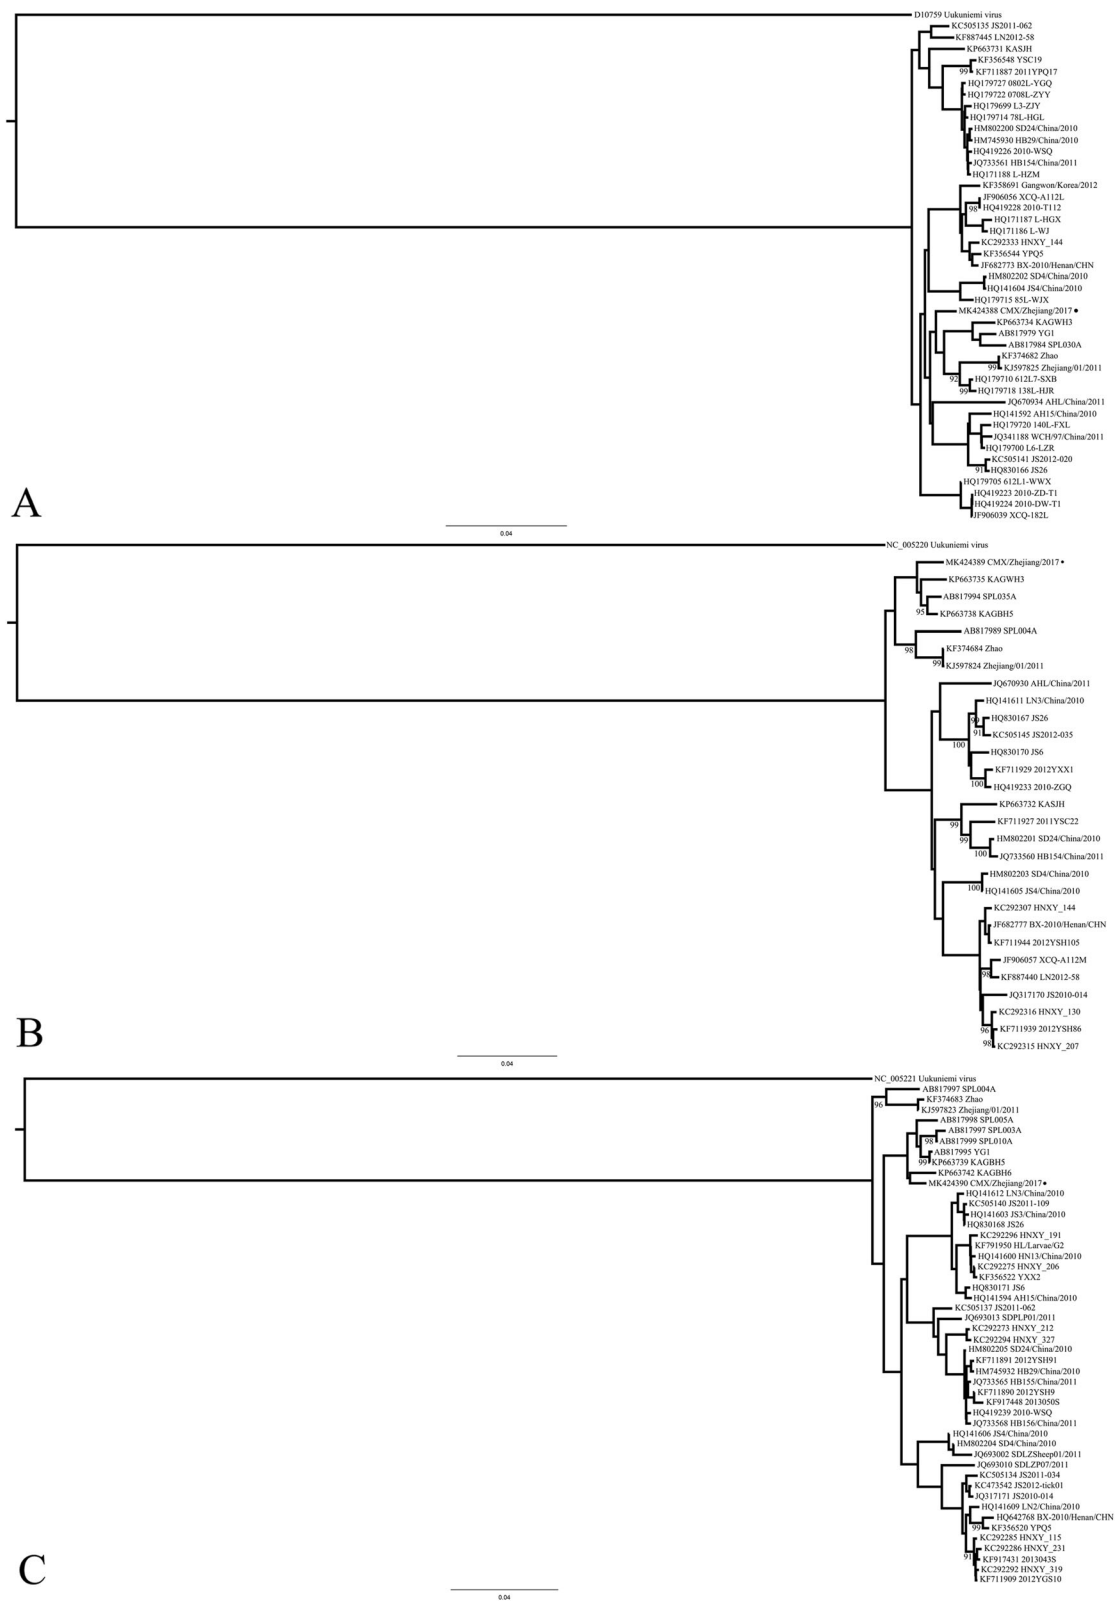 D10759 Uukuniemi virus
KC505135 JS2011-062
KF887445 LN2012-58
KP663731 KASJH
KF356548 YSC19
99
KF711887 2011YPQ17
HQ179727 0802L-YGQ
HQ179722 0708L-ZYY
HQ179699 L3-ZJY
HQ179714 78L-HGL
HM802200 SD24/China/2010
HM745930 HB29/China/2010
HQ419226 2010-WSQ
JQ733561 HB154/China/2011
HQ171188 L-HZM
KF358691 Gangwon/Korea/2012
JF906056 XCQ-A112L
98
HQ419228 2010-T112
HQ171187 L-HGX
HQ171186 L-WJ
KC292333 HNXY_144
KF356544 YPQ5
JF682773 BX-2010/Henan/CHN
HM802202 SD4/China/2010
HQ141604 JS4/China/2010
HQ179715 85L-WJX
MK424388 CMX/Zhejiang/2017●
KP663734 KAGWH3
AB817979 YG1
AB817984 SPL030A
KF374682 Zhao
99
KJ597825 Zhejiang/01/2011
92
HQ179710 612L7-SXB
99
HQ179718 138L-HJR
JQ670934 AHL/China/2011
HQ141592 AH15/China/2010
HQ179720 140L-FXL
JQ341188 WCH/97/China/2011
HQ179700 L6-LZR
KC505141 JS2012-020
91
HQ830166 JS26
HQ179705 612L1-WWX
HQ419223 2010-ZD-T1
HQ419224 2010-DW-T1
JF906039 XCQ-182L
A
0.04
NC_005220 Uukuniemi virus
MK424389 CMX/Zhejiang/2017●
KP663735 KAGWH3
AB817994 SPL035A
95
KP663738 KAGBH5
AB817989 SPL004A
98
KF374684 Zhao
99
KJ597824 Zhejiang/01/2011
JQ670930 AHL/China/2011
HQ141611 LN3/China/2010
99
HQ830167 JS26
91
KC505145 JS2012-035
100
HQ830170 JS6
KF711929 2012YXX1
100
HQ419233 2010-ZGQ
KP663732 KASJH
99
KF711927 2011YSC22
99
HM802201 SD24/China/2010
100
JQ733560 HB154/China/2011
HM802203 SD4/China/2010
100
HQ141605 JS4/China/2010
KC292307 HNXY_144
JF682777 BX-2010/Henan/CHN
KF711944 2012YSH105
JF906057 XCQ-A112M
98
KF887440 LN2012-58
JQ317170 JS2010-014
KC292316 HNXY_130
96
KF711939 2012YSH86
98
KC292315 HNXY_207
B
0.04
NC_005221 Uukuniemi virus
AB817997 SPL004A
96
KF374683 Zhao
KJ597823 Zhejiang/01/2011
AB817998 SPL005A
AB817997 SPL003A
98
AB817999 SPL010A
AB817995 YG1
99
KP663739 KAGBH5
KP663742 KAGBH6
MK424390 CMX/Zhejiang/2017●
HQ141612 LN3/China/2010
KC505140 JS2011-109
HQ141603 JS3/China/2010
HQ830168 JS26
KC292296 HNXY_191
KF791950 HL/Larvae/G2
HQ141600 HN13/China/2010
KC292275 HNXY_206
KF356522 YXX2
HQ830171 JS6
HQ141594 AH15/China/2010
KC505137 JS2011-062
JQ693013 SDPLP01/2011
KC292273 HNXY_212
KC292294 HNXY_327
HM802205 SD24/China/2010
KF711891 2012YSH91
HM745932 HB29/China/2010
JQ733565 HB155/China/2011
KF711890 2012YSH9
KF917448 2013050S
HQ419239 2010-WSQ
JQ733568 HB156/China/2011
HQ141606 JS4/China/2010
HM802204 SD4/China/2010
JQ693002 SDLZSheep01/2011
JQ693010 SDLZP07/2011
KC505134 JS2011-034
KC473542 JS2012-tick01
JQ317171 JS2010-014
HQ141609 LN2/China/2010
HQ642768 BX-2010/Henan/CHN
99
KF356520 YPQ5
KC292285 HNXY_115
KC292286 HNXY_231
91
KF917431 2013043S
KC292292 HNXY_319
KF711909 2012YGS10
C
0.04